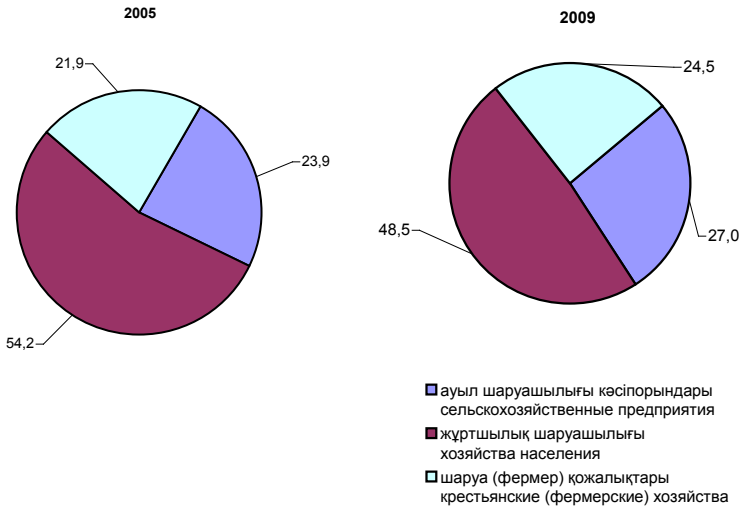 2005
21,9
23,9
54,2
2009
24,5
48,5
27,0
ауыл шаруашылығы кәсіпорындары
сельскохозяйственные предприятия
жұртшылық шаруашылығы
хозяйства населения
шаруа (фермер) қожалықтары
крестьянские (фермерские) хозяйства